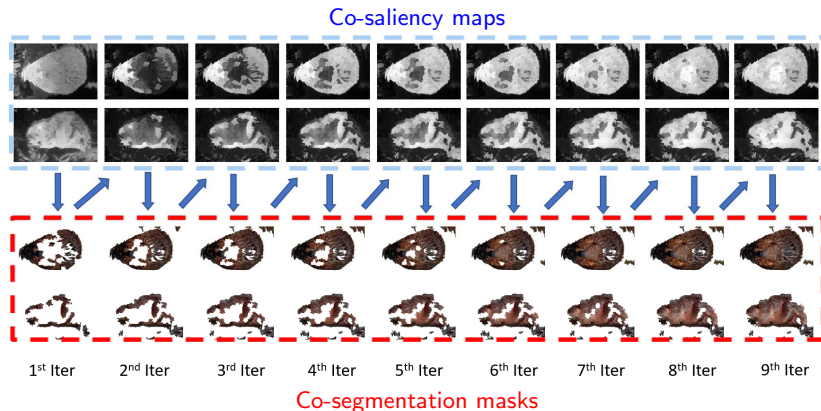 Co-saliency maps
1st Iter 2nd Iter 3rd Iter 4th Iter 5th Iter 6th Iter 7th Iter 8th Iter 9th Iter
Co-segmentation masks